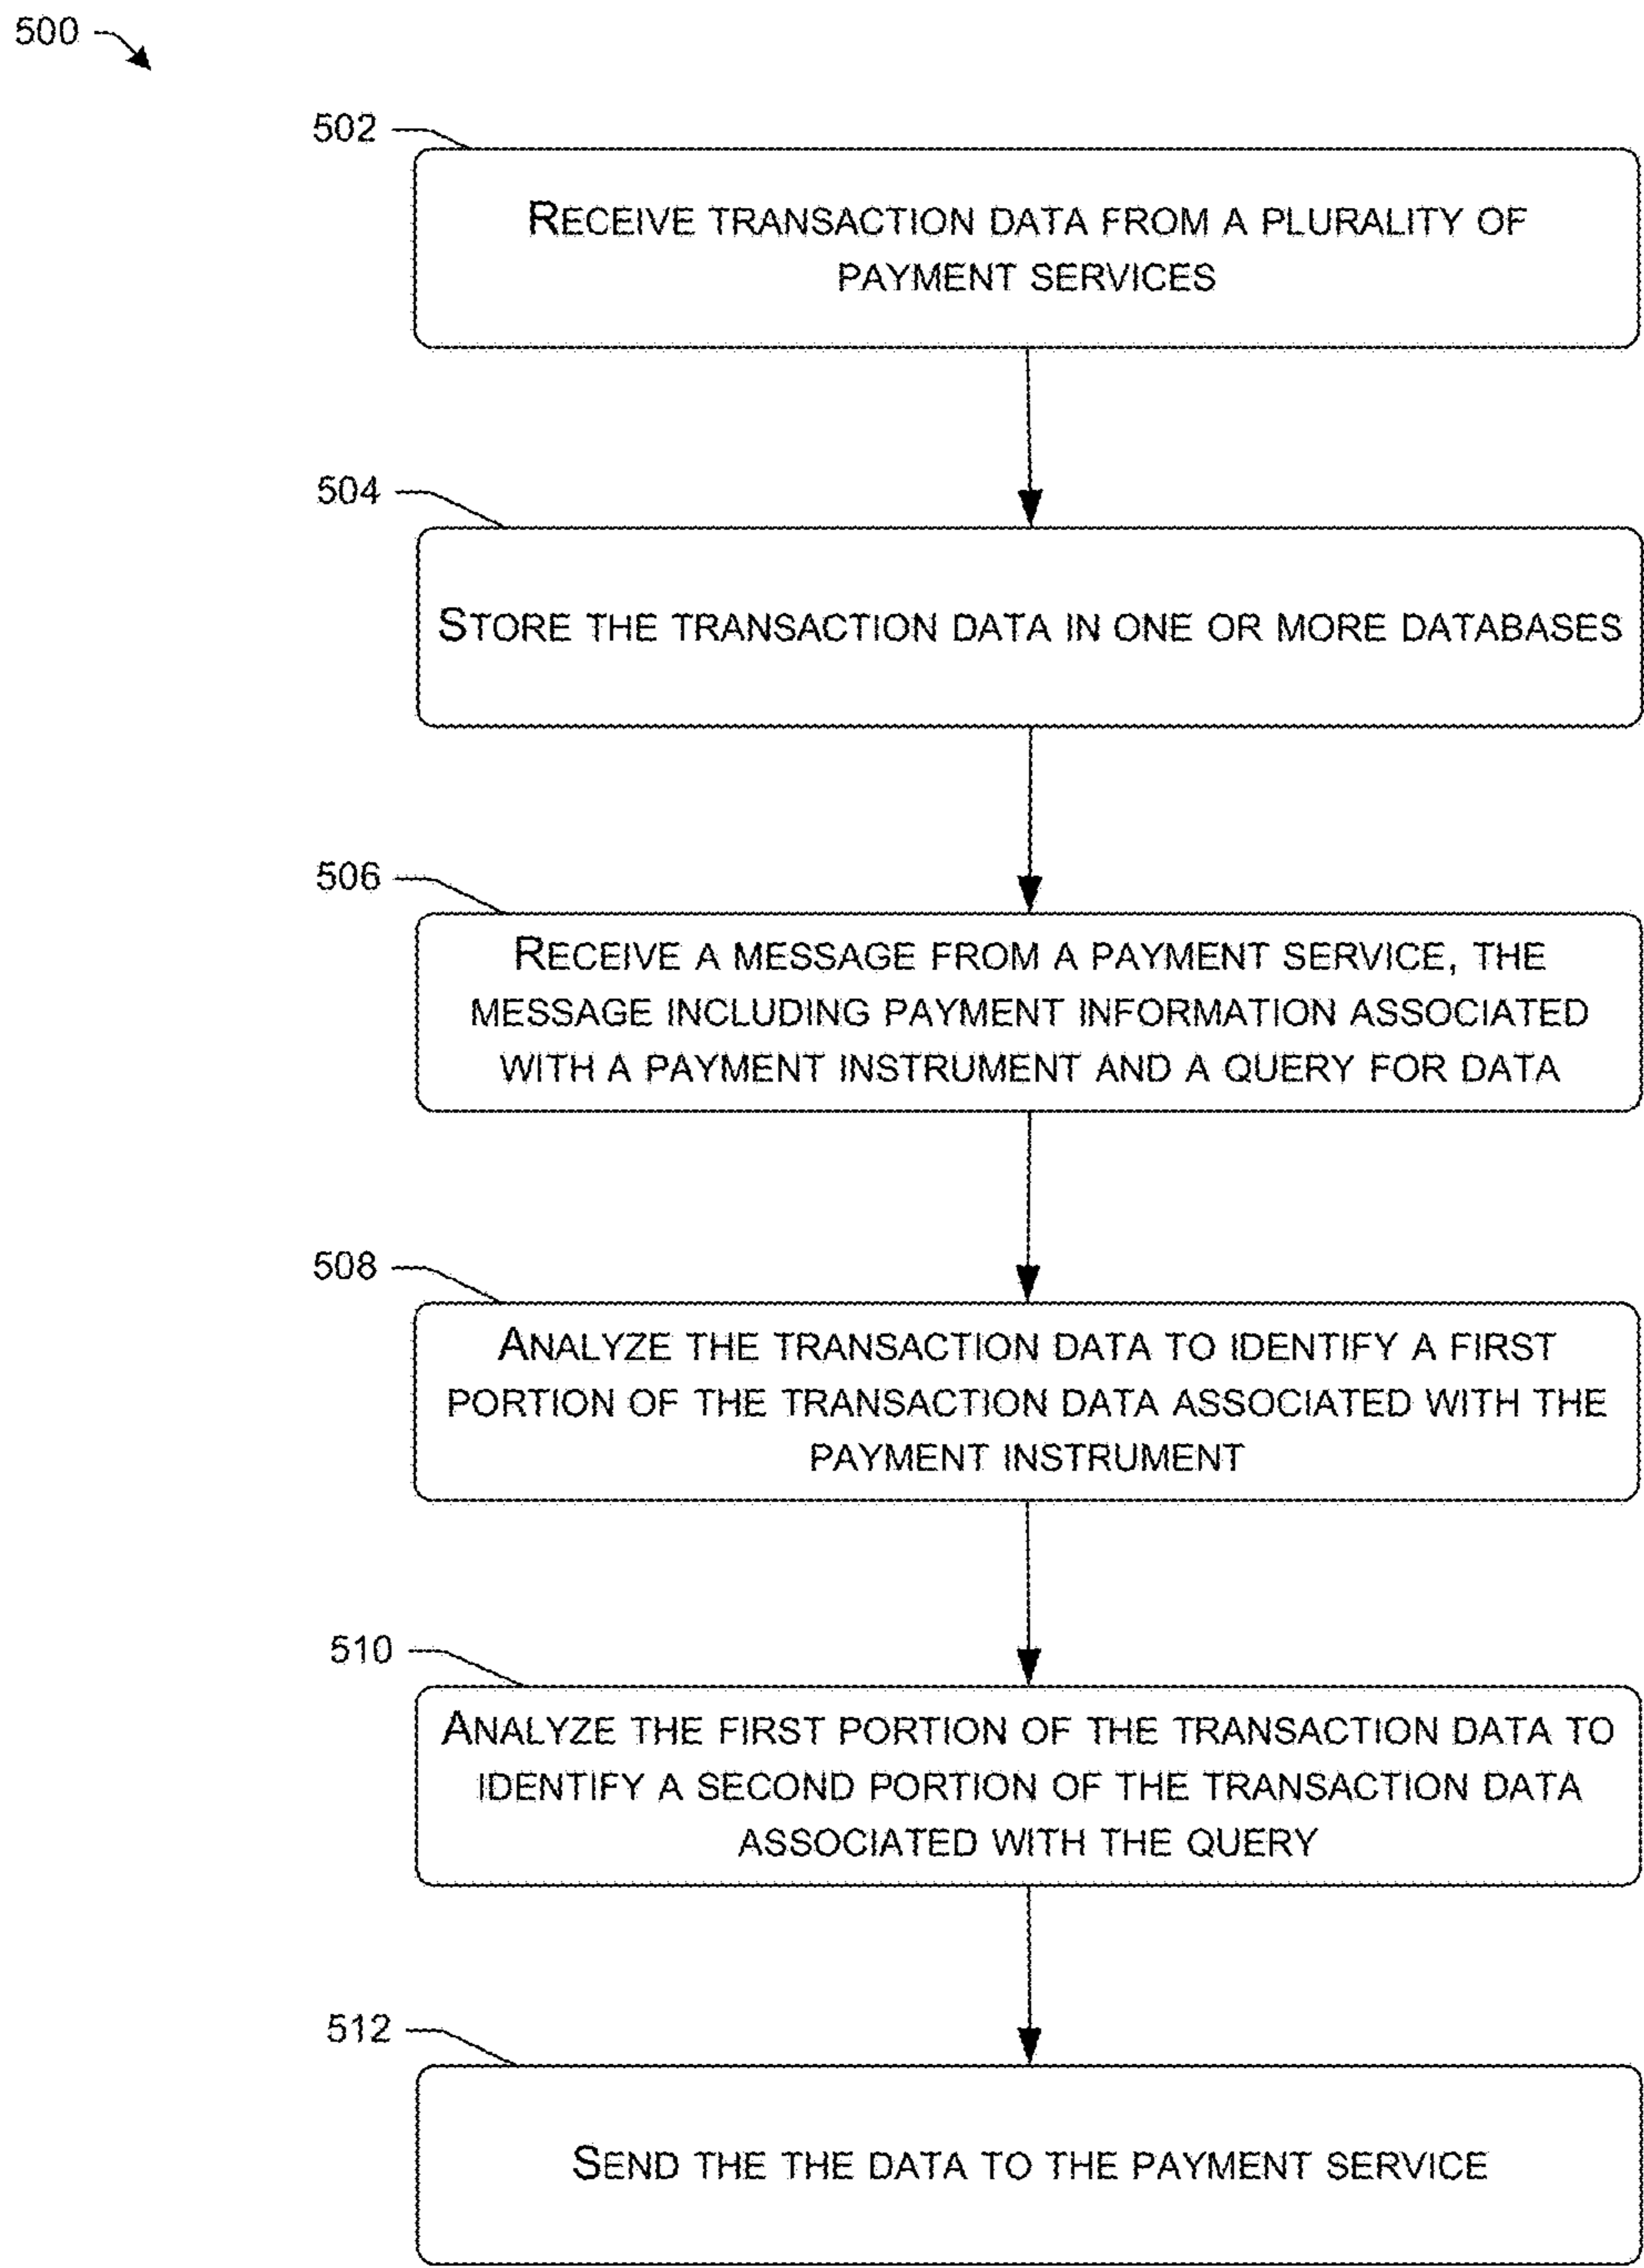 500
502
RECEIVE TRANSACTION DATA FROM A PLURALITY OF
PAYMENT SERVICES
504
STORE THE TRANSACTION DATA IN ONE OR MORE DATABASES
506
RECEIVE A MESSAGE FROM A PAYMENT SERVICE, THE
MESSAGE INCLUDING PAYMENT INFORMATION ASSOCIATED
WITH A PAYMENT INSTRUMENT AND A QUERY FOR DATA
508
ANALYZE THE TRANSACTION DATA TO IDENTIFY A FIRST
PORTION OF THE TRANSACTION DATA ASSOCIATED WITH THE
PAYMENT INSTRUMENT
510
ANALYZE THE FIRST PORTION OF THE TRANSACTION DATA TO
IDENTIFY A SECOND PORTION OF THE TRANSACTION DATA
ASSOCIATED WITH THE QUERY
512
SEND THE THE DATA TO THE PAYMENT SERVICE